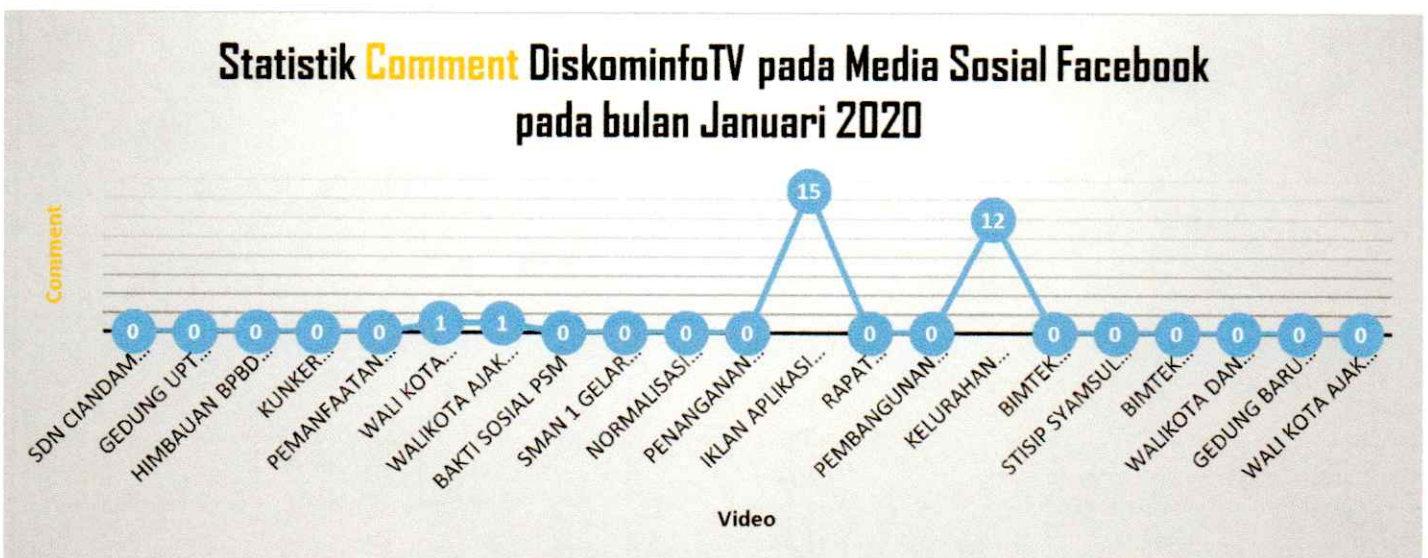 Statistik Comment DiskominfoTV pada Media Sosial Facebook
pada bulan Januari 2020
Comment
0 0 0 0 0 1 1 0 0 0 0 15 0 0 12 0 0 0 0 0 0
SDN CIANDAM...
GEDUNG UPT...
HIMBAUAN BPBD...
KUNKER...
PEMANFAATAN...
WALI KOTA...
WALIKOTA AJAK...
BAKTI SOSIAL PSM
SMAN 1 GELAR...
NORMALISASI...
PENANGANAN...
IKLAN APLIKASI...
RAPAT...
PEMBANGUNAN...
KELURAHAN...
BIMTEK...
STISIP SYAMSUL...
BIMTEK...
WALIKOTA DAN...
GEDUNG BARU...
WALI KOTA AJAK...
Video